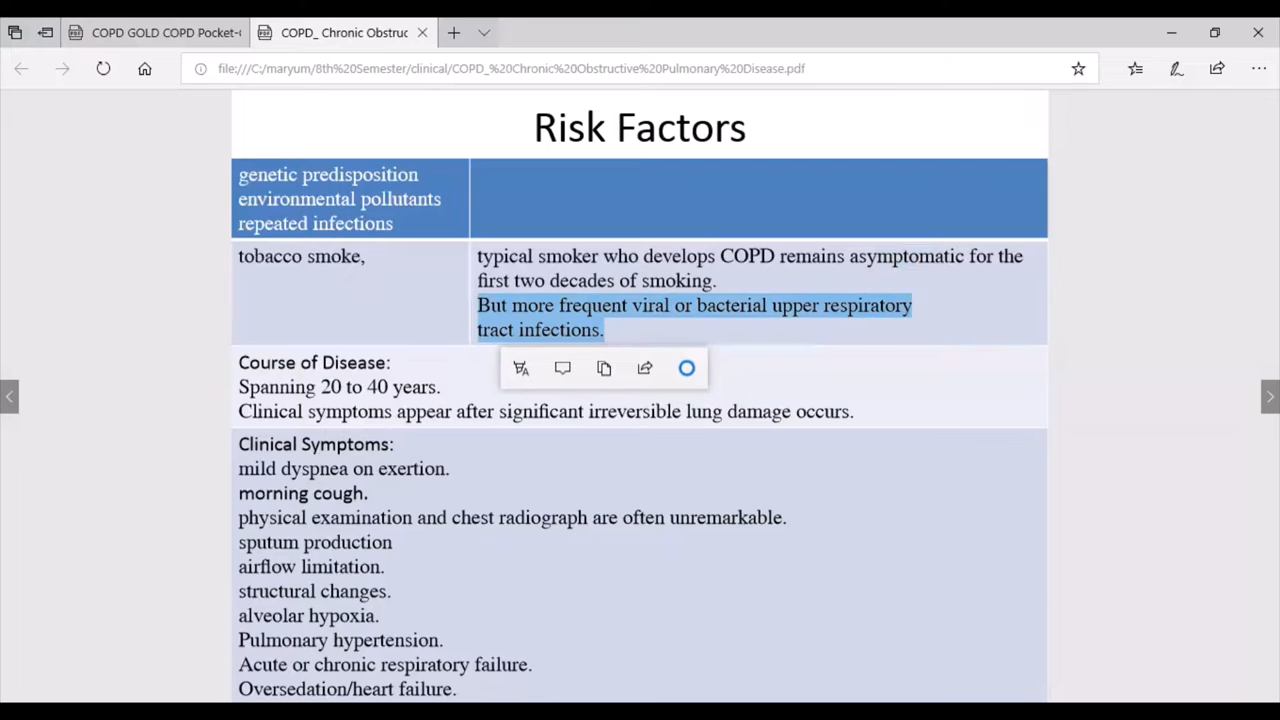 COPD GOLD COPD Pocket-
COPD_ Chronic Obstruc
file:///C:/maryum/8th%20Semester/clinical/COPD_%20Chronic%20Obstructive%20Pulmonary%20Disease.pdf
Risk Factors
genetic predisposition
environmental pollutants
repeated infections
tobacco smoke,
typical smoker who develops COPD remains asymptomatic for the
first two decades of smoking.
But more frequent viral or bacterial upper respiratory
tract infections.
Course of Disease:
Spanning 20 to 40 years.
Clinical symptoms appear after significant irreversible lung damage occurs.
Clinical Symptoms:
mild dyspnea on exertion.
morning cough.
physical examination and chest radiograph are often unremarkable.
sputum production
airflow limitation.
structural changes.
alveolar hypoxia.
Pulmonary hypertension.
Acute or chronic respiratory failure.
Oversedation/heart failure.